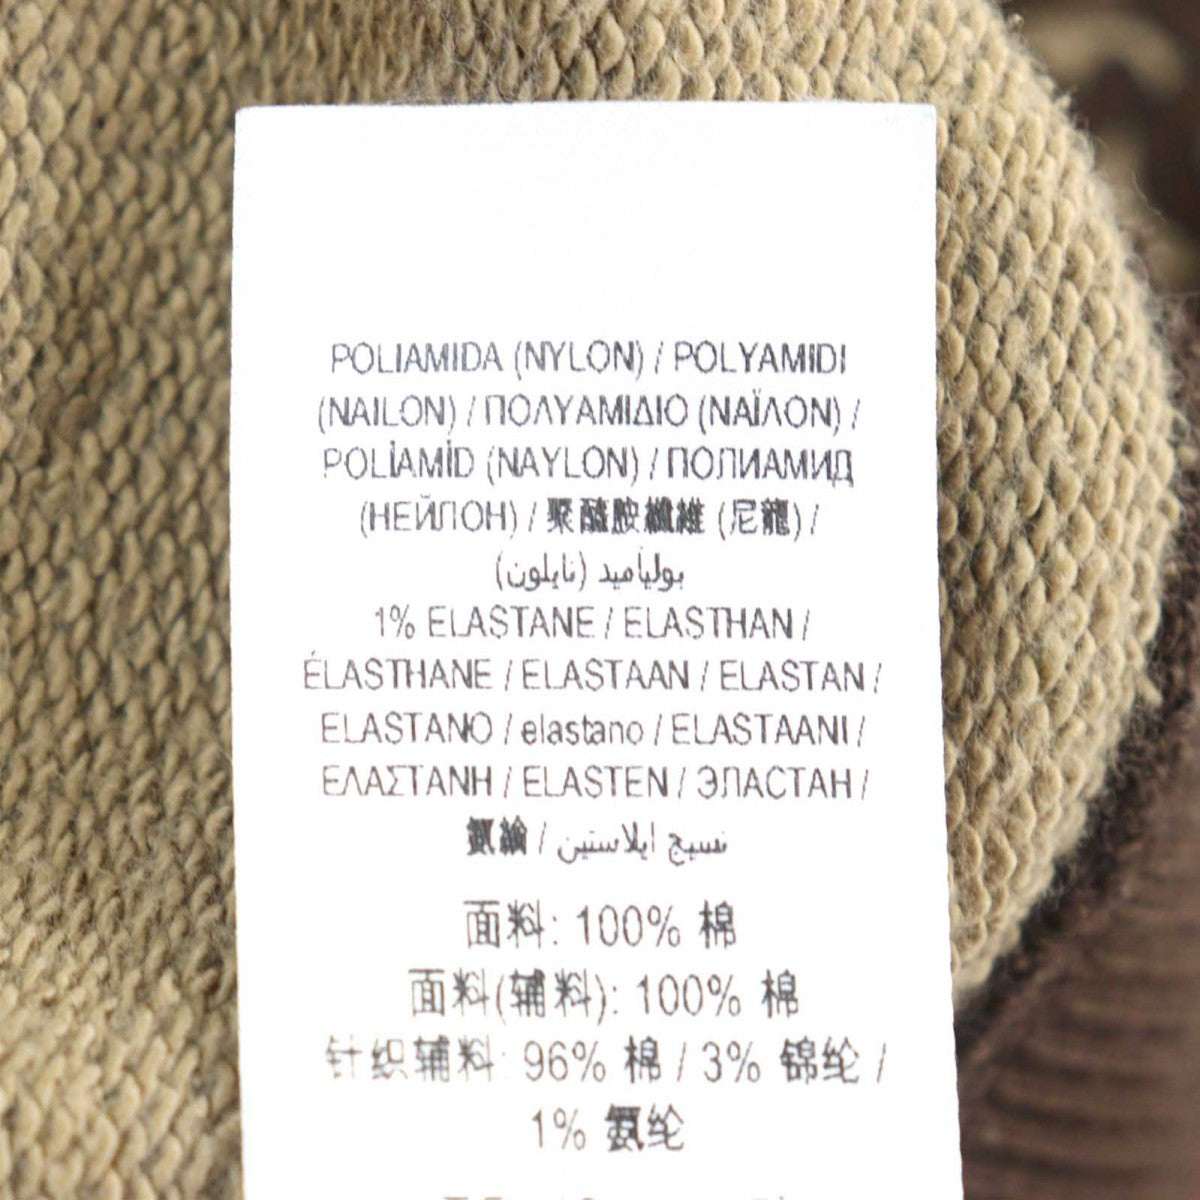 POLIAMIDA (NYLON) / POLYAMIDI
(NAILON) / ΠΟΛΥΑΜΙΔΙΟ (ΝΑΪΛΟΝ) /
POLİAMİD (NAYLON) / ПОЛИАМИД
(НЕЙЛОН) / 聚醯胺纖維 (尼龍) /
بولياميد (نايلون)
1% ELASTANE / ELASTHAN /
ÉLASTHANE / ELASTAAN / ELASTAN /
ELASTANO / elastano / ELASTAANI /
ΕΛΑΣΤΑΝΗ / ELASTEN / ЭЛАСТАН /
氨綸 / نسيج ايلاستين
面料: 100% 棉
面料(辅料): 100% 棉
针织辅料: 96% 棉 / 3% 锦纶 /
1% 氨纶